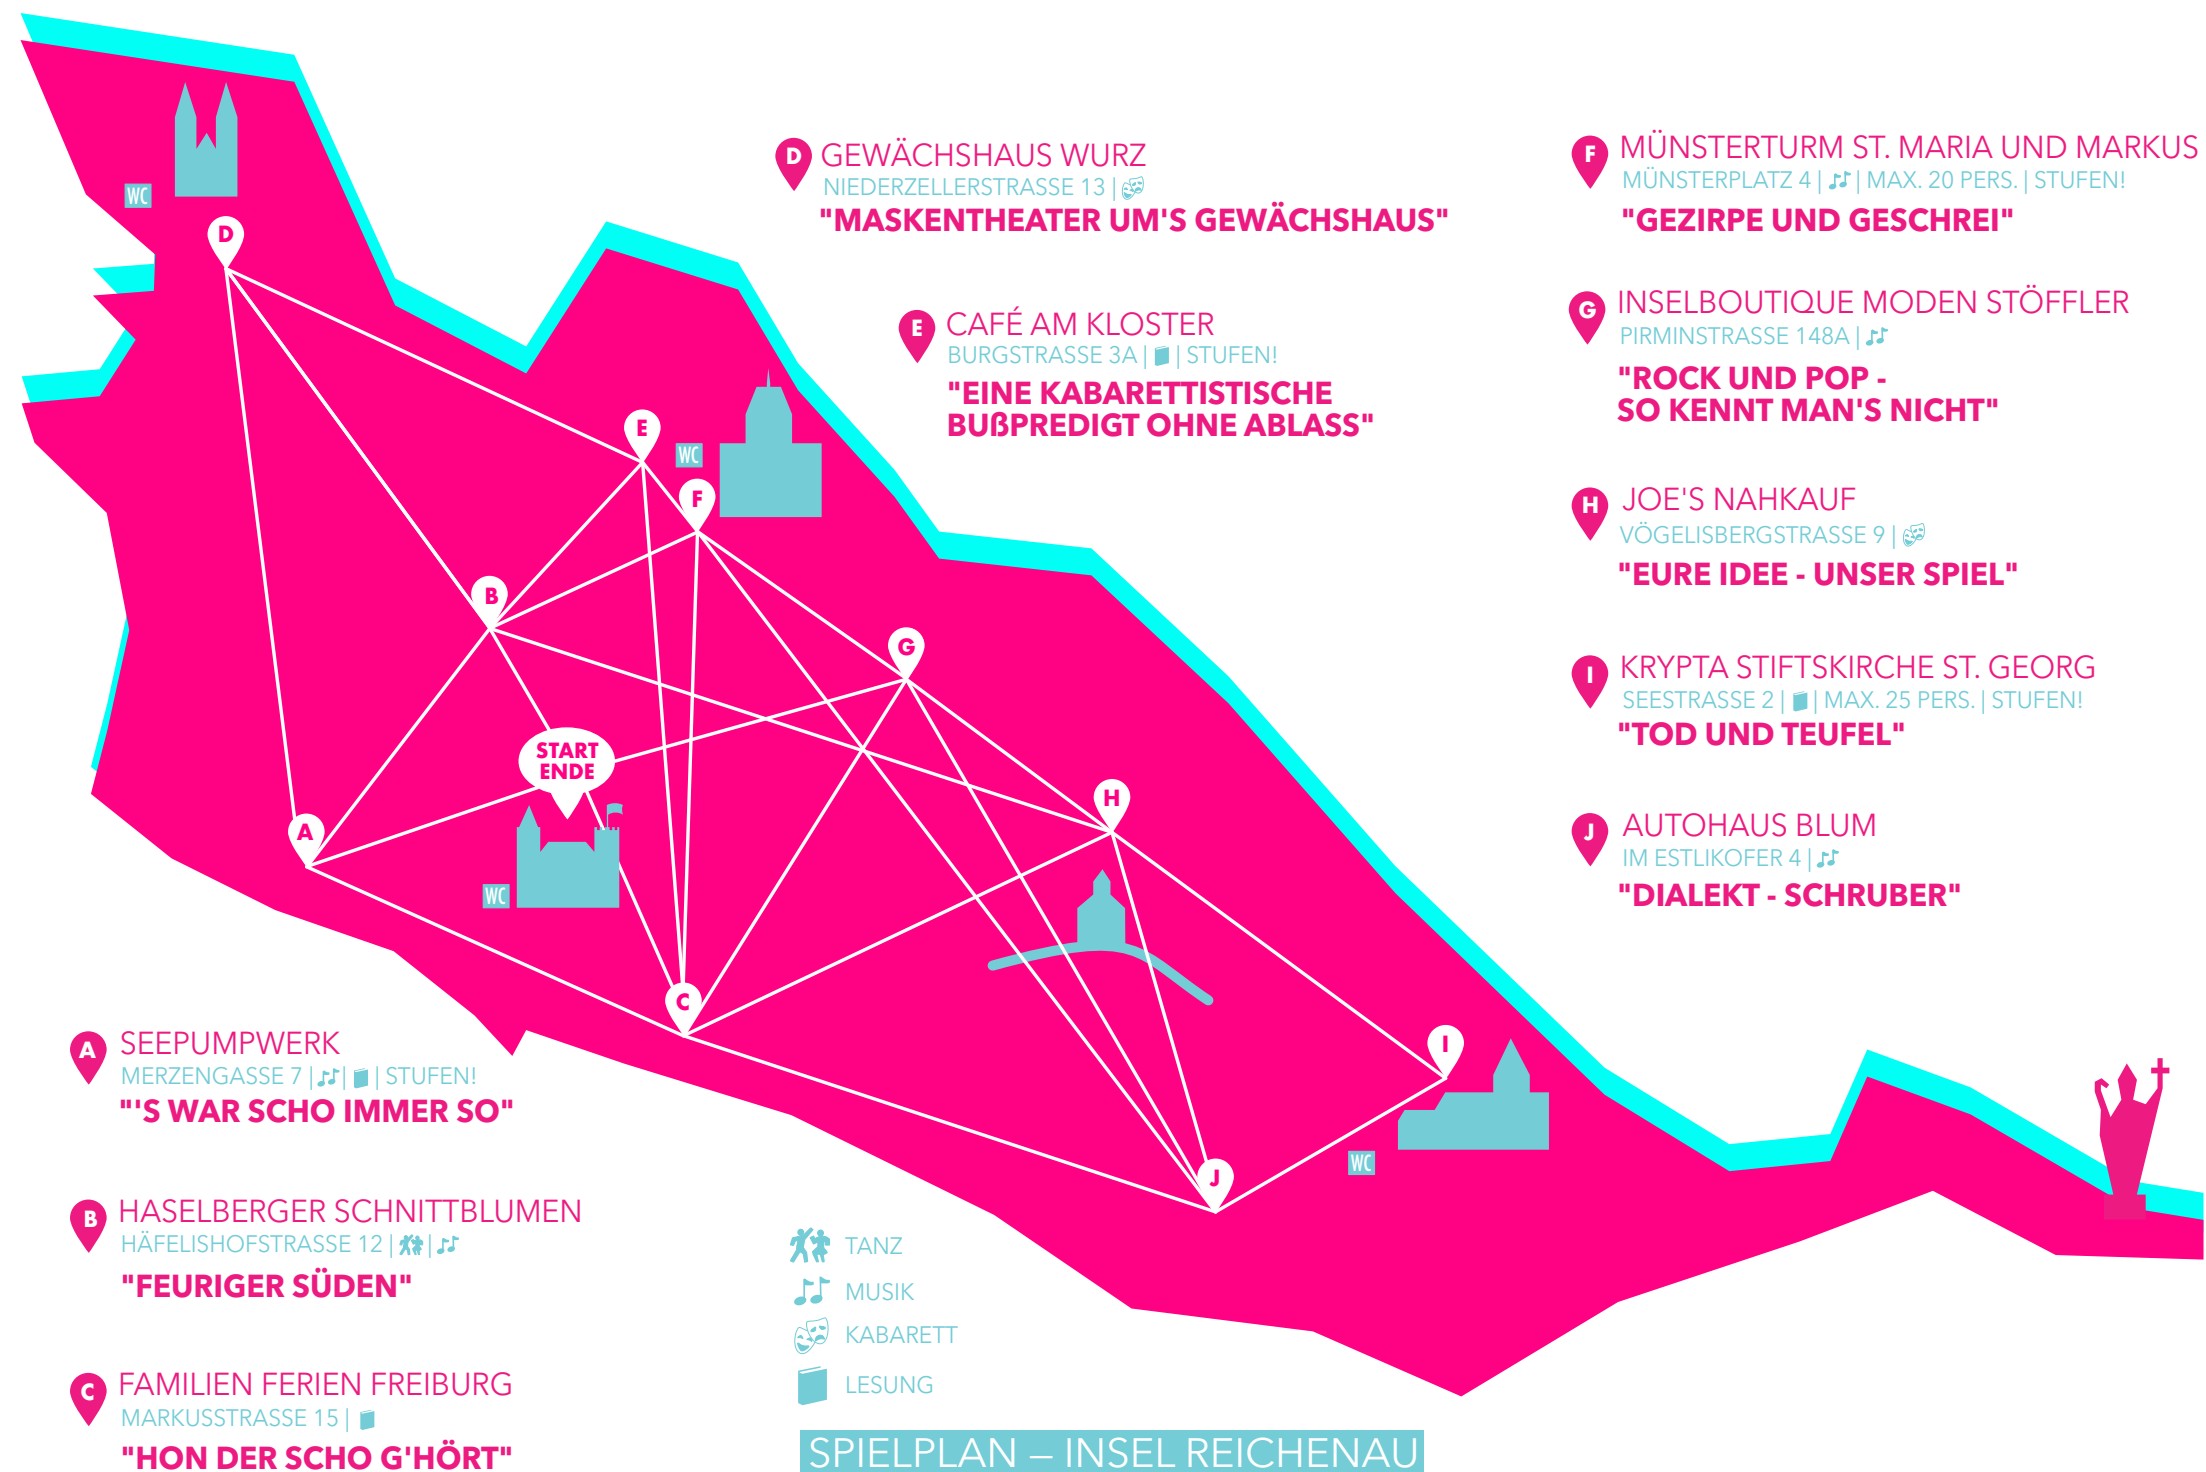 D GEWÄCHSHAUS WURZ
NIEDERZELLERSTRASSE 13 |
"MASKENTHEATER UM'S GEWÄCHSHAUS"
E CAFÉ AM KLOSTER
BURGSTRASSE 3A | | STUFEN!
"EINE KABARETTISTISCHE
BUßPREDIGT OHNE ABLASS"
F MÜNSTERTURM ST. MARIA UND MARKUS
MÜNSTERPLATZ 4 | | MAX. 20 PERS. | STUFEN!
"GEZIRPE UND GESCHREI"
G INSELBOUTIQUE MODEN STÖFFLER
PIRMINSTRASSE 148A |
"ROCK UND POP -
SO KENNT MAN'S NICHT"
H JOE'S NAHKAUF
VÖGELISBERGSTRASSE 9 |
"EURE IDEE - UNSER SPIEL"
I KRYPTA STIFTSKIRCHE ST. GEORG
SEESTRASSE 2 | | MAX. 25 PERS. | STUFEN!
"TOD UND TEUFEL"
J AUTOHAUS BLUM
IM ESTLIKOFER 4 |
"DIALEKT - SCHRUBER"
WC
D
E
WC
F
B
G
START
ENDE
H
A
WC
C
I
WC
J
A SEEPUMPWERK
MERZENGASSE 7 | | | STUFEN!
"'S WAR SCHO IMMER SO"
B HASELBERGER SCHNITTBLUMEN
HÄFELISHOFSTRASSE 12 | |
"FEURIGER SÜDEN"
C FAMILIEN FERIEN FREIBURG
MARKUSSTRASSE 15 |
"HON DER SCHO G'HÖRT"
TANZ
MUSIK
KABARETT
LESUNG
SPIELPLAN – INSEL REICHENAU